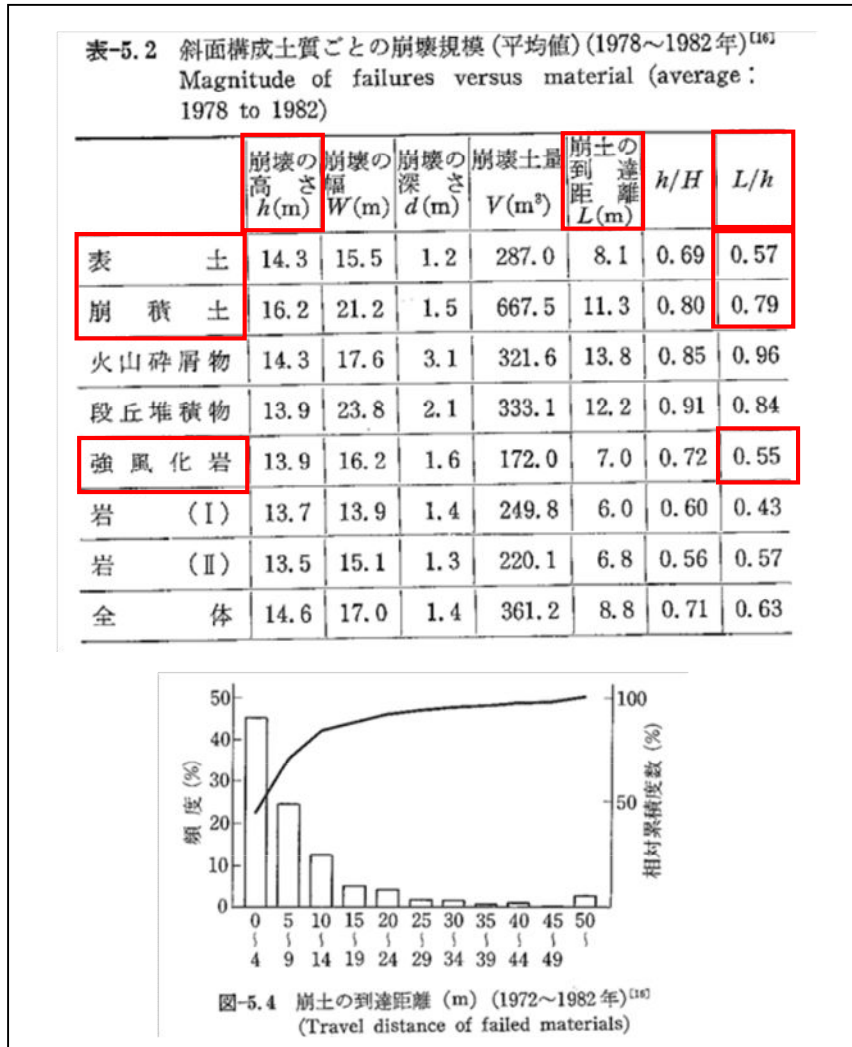 表-5.2 斜面構成土質ごとの崩壊規模(平均値)(1978～1982年)[16]
Magnitude of failures versus material (average:
1978 to 1982)
崩壊の高さ h(m) 崩壊の幅 W(m) 崩壊の深さ d(m) 崩壊土量 V(m³) 崩土の到達距離 L(m) h/H L/h
表土 14.3 15.5 1.2 287.0 8.1 0.69 0.57
崩積土 16.2 21.2 1.5 667.5 11.3 0.80 0.79
火山砕屑物 14.3 17.6 3.1 321.6 13.8 0.85 0.96
段丘堆積物 13.9 23.8 2.1 333.1 12.2 0.91 0.84
強風化岩 13.9 16.2 1.6 172.0 7.0 0.72 0.55
岩(I) 13.7 13.9 1.4 249.8 6.0 0.60 0.43
岩(Ⅱ) 13.5 15.1 1.3 220.1 6.8 0.56 0.57
全体 14.6 17.0 1.4 361.2 8.8 0.71 0.63
頻度(%)
50
40
30
20
10
0
100
50
相対累積度数(%)
0 5 10 15 20 25 30 35 40 45 50
～ ～ ～ ～ ～ ～ ～ ～ ～ ～ ～
4 9 14 19 24 29 34 39 44 49
図-5.4 崩土の到達距離(m)(1972～1982年)[16]
(Travel distance of failed materials)